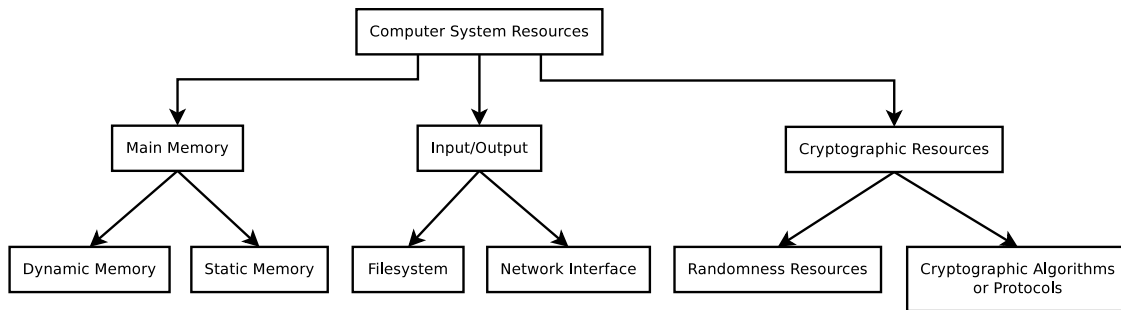 Computer System Resources
Main Memory
Input/Output
Cryptographic Resources
Dynamic Memory
Static Memory
Filesystem
Network Interface
Randomness Resources
Cryptographic Algorithms
or Protocols